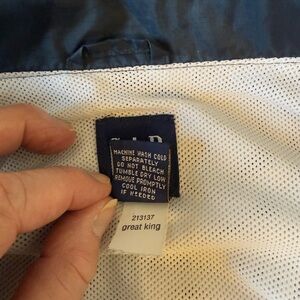 MACHINE WASH COLD
SEPARATELY
DO NOT BLEACH
TUMBLE DRY LOW
REMOVE PROMPTLY
COOL IRON
IF NEEDED
213137
great king